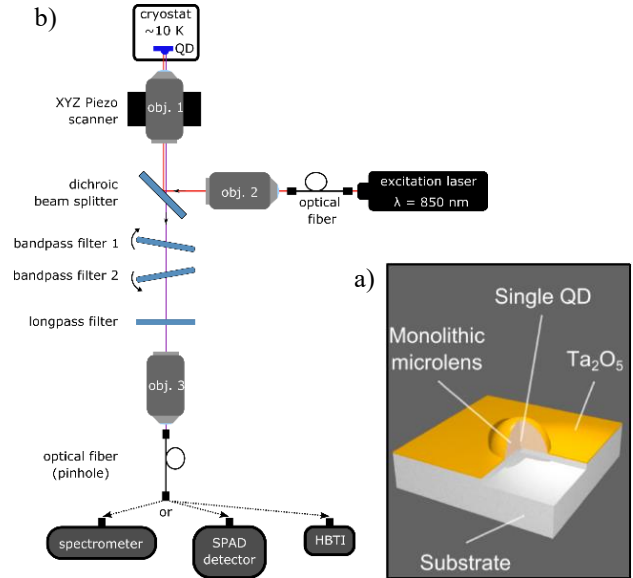 b)
cryostat
~10 K
QD
XYZ Piezo
scanner
obj. 1
dichroic
beam splitter
obj. 2
optical
fiber
excitation laser
λ = 850 nm
bandpass filter 1
bandpass filter 2
longpass filter
obj. 3
optical fiber
(pinhole)
or
spectrometer
SPAD
detector
HBTI
a)
Single QD
Monolithic
microlens
Ta₂O₅
Substrate